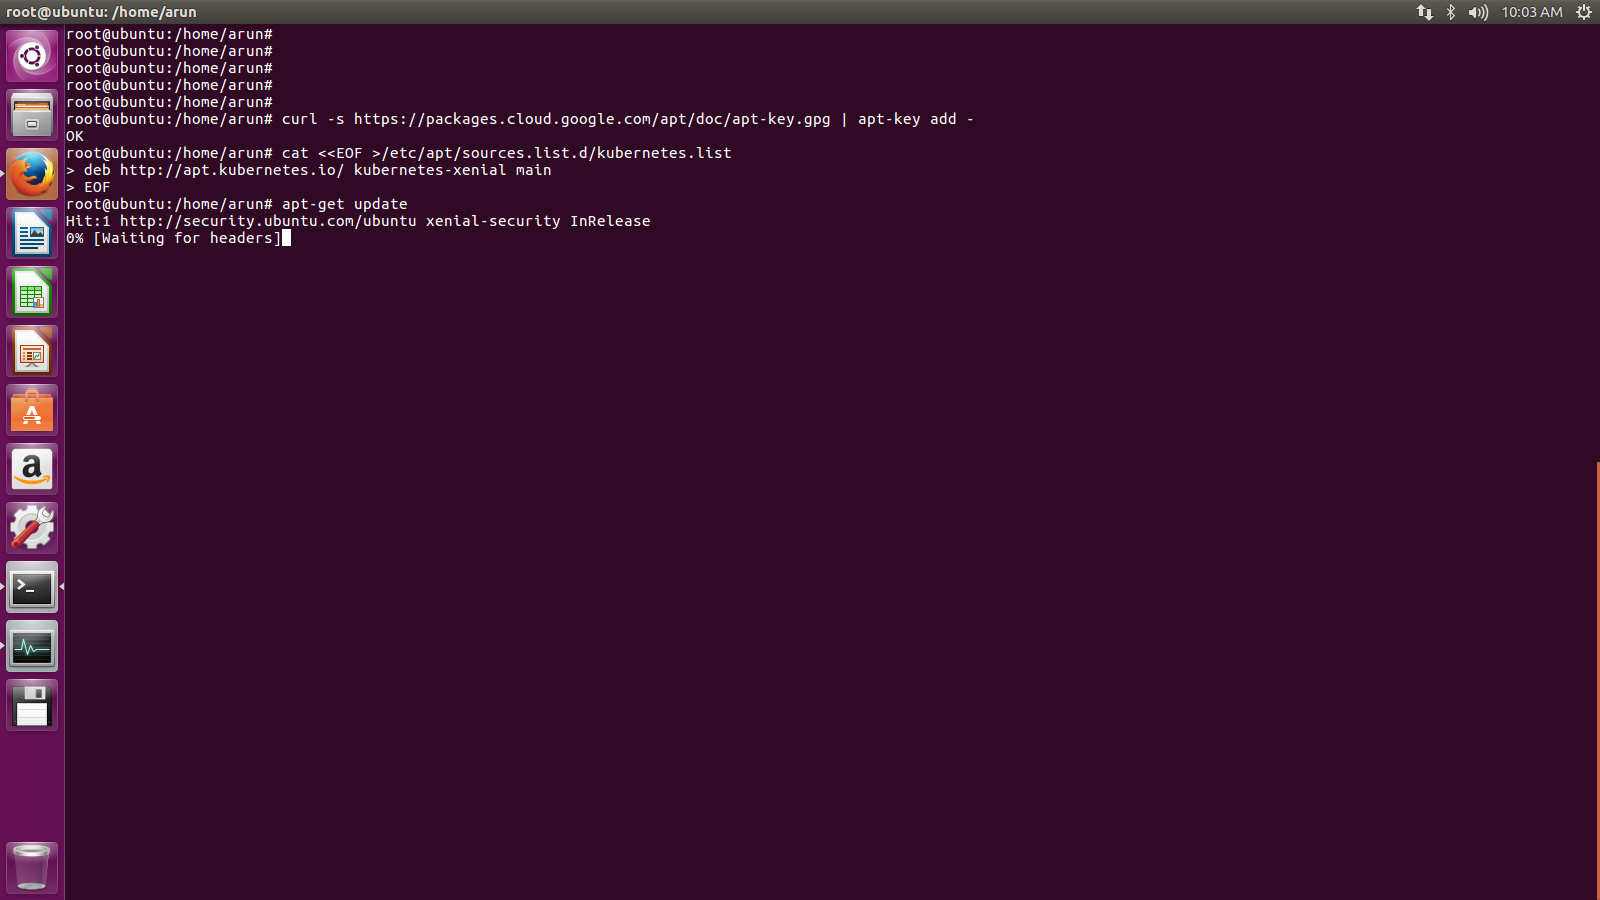 root@ubuntu: /home/arun
10:03 AM
root@ubuntu:/home/arun#
root@ubuntu:/home/arun#
root@ubuntu:/home/arun#
root@ubuntu:/home/arun#
root@ubuntu:/home/arun#
root@ubuntu:/home/arun# curl -s https://packages.cloud.google.com/apt/doc/apt-key.gpg | apt-key add -
OK
root@ubuntu:/home/arun# cat <<EOF >/etc/apt/sources.list.d/kubernetes.list
> deb http://apt.kubernetes.io/ kubernetes-xenial main
> EOF
root@ubuntu:/home/arun# apt-get update
Hit:1 http://security.ubuntu.com/ubuntu xenial-security InRelease
0% [Waiting for headers]